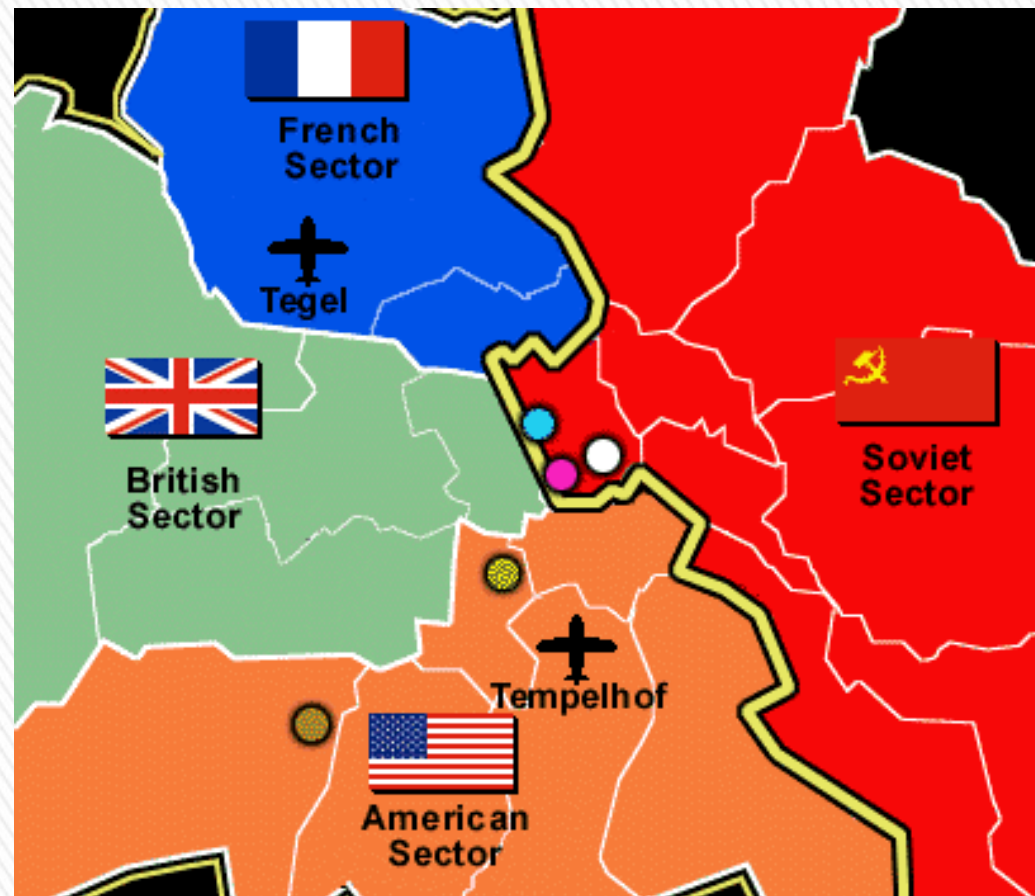 French
Sector
Tegel
British
Sector
Soviet
Sector
Tempelhof
American
Sector